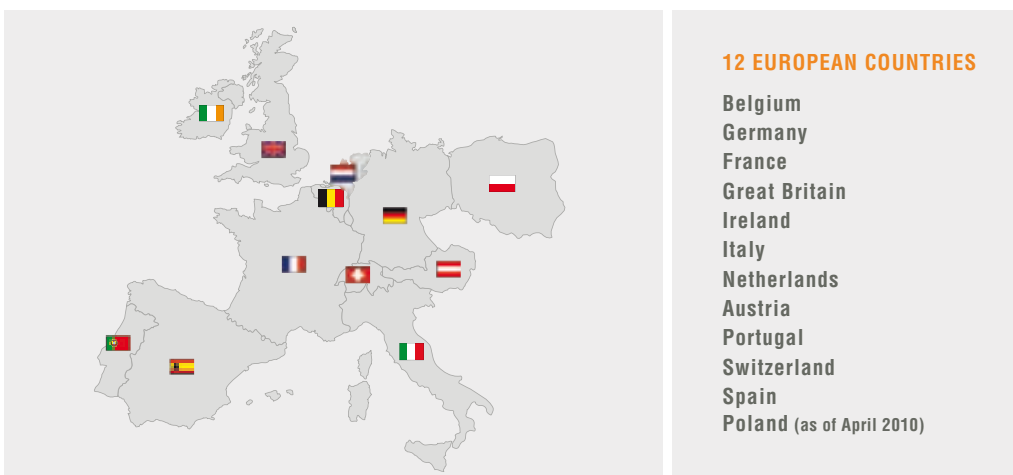 12 EUROPEAN COUNTRIES
Belgium
Germany
France
Great Britain
Ireland
Italy
Netherlands
Austria
Portugal
Switzerland
Spain
Poland (as of April 2010)